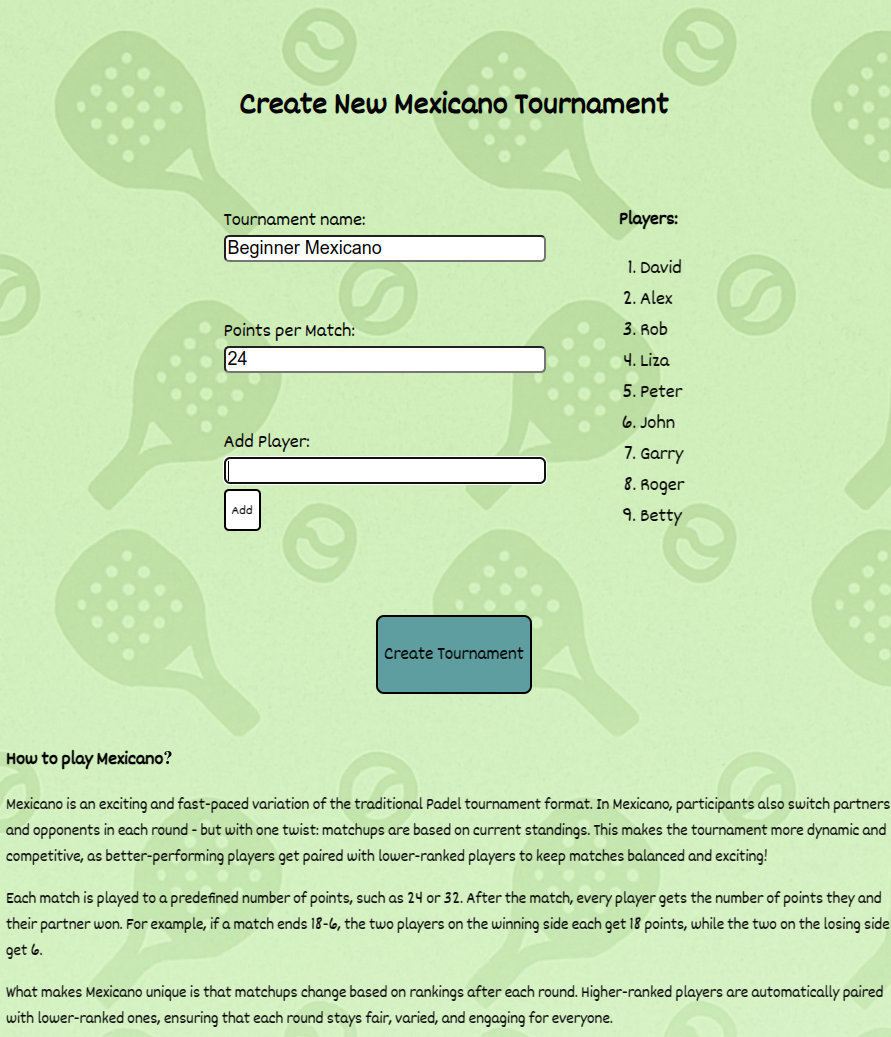 Create New Mexicano Tournament
Tournament name:
Beginner Mexicano
Points per Match:
24
Add Player:
Add
Players:
1. David
2. Alex
3. Rob
4. Liza
5. Peter
6. John
7. Garry
8. Roger
9. Betty
Create Tournament
How to play Mexicano?
Mexicano is an exciting and fast-paced variation of the traditional Padel tournament format. In Mexicano, participants also switch partners
and opponents in each round - but with one twist: matchups are based on current standings. This makes the tournament more dynamic and
competitive, as better-performing players get paired with lower-ranked players to keep matches balanced and exciting!
Each match is played to a predefined number of points, such as 24 or 32. After the match, every player gets the number of points they and
their partner won. For example, if a match ends 18-6, the two players on the winning side each get 18 points, while the two on the losing side
get 6.
What makes Mexicano unique is that matchups change based on rankings after each round. Higher-ranked players are automatically paired
with lower-ranked ones, ensuring that each round stays fair, varied, and engaging for everyone.